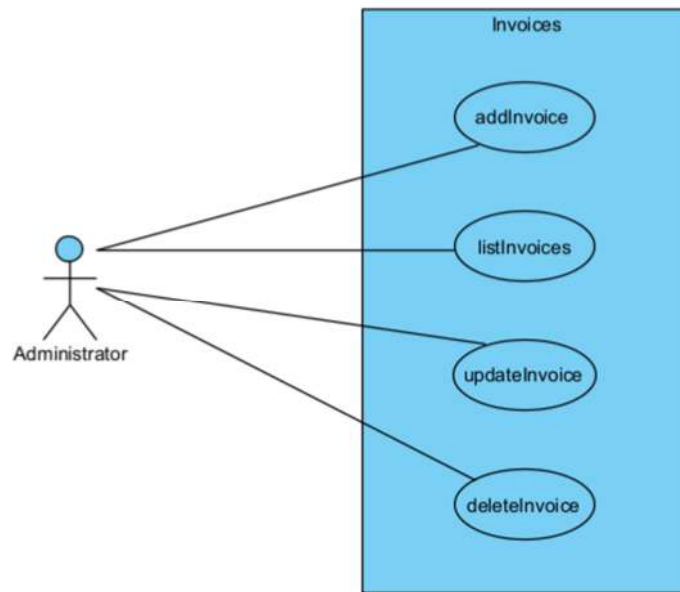 Invoices
addInvoice
listInvoices
Administrator
updateInvoice
deleteInvoice